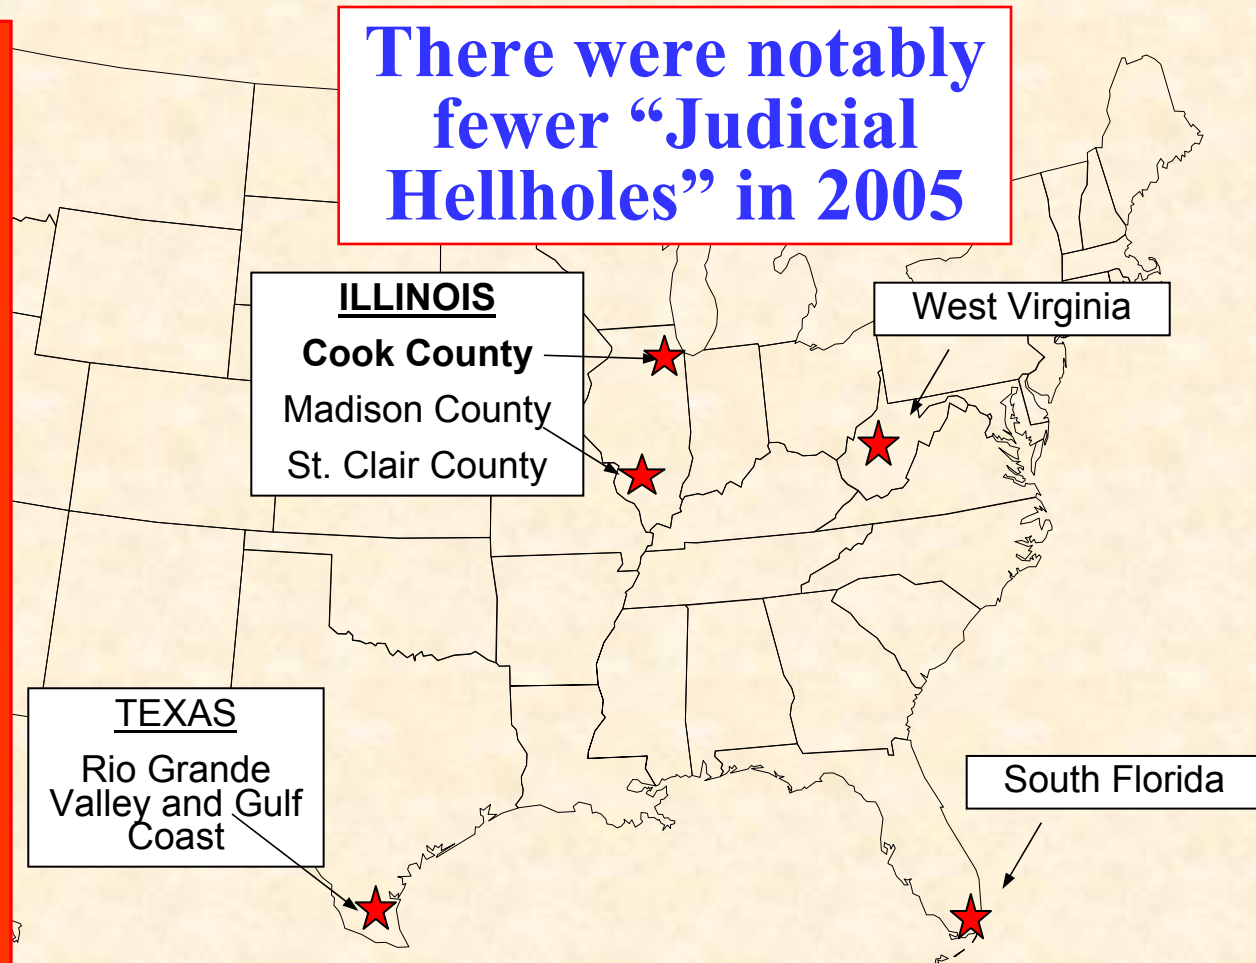 There were notably
fewer “Judicial
Hellholes” in 2005
ILLINOIS
Cook County
Madison County
St. Clair County
West Virginia
TEXAS
Rio Grande
Valley and Gulf
Coast
South Florida